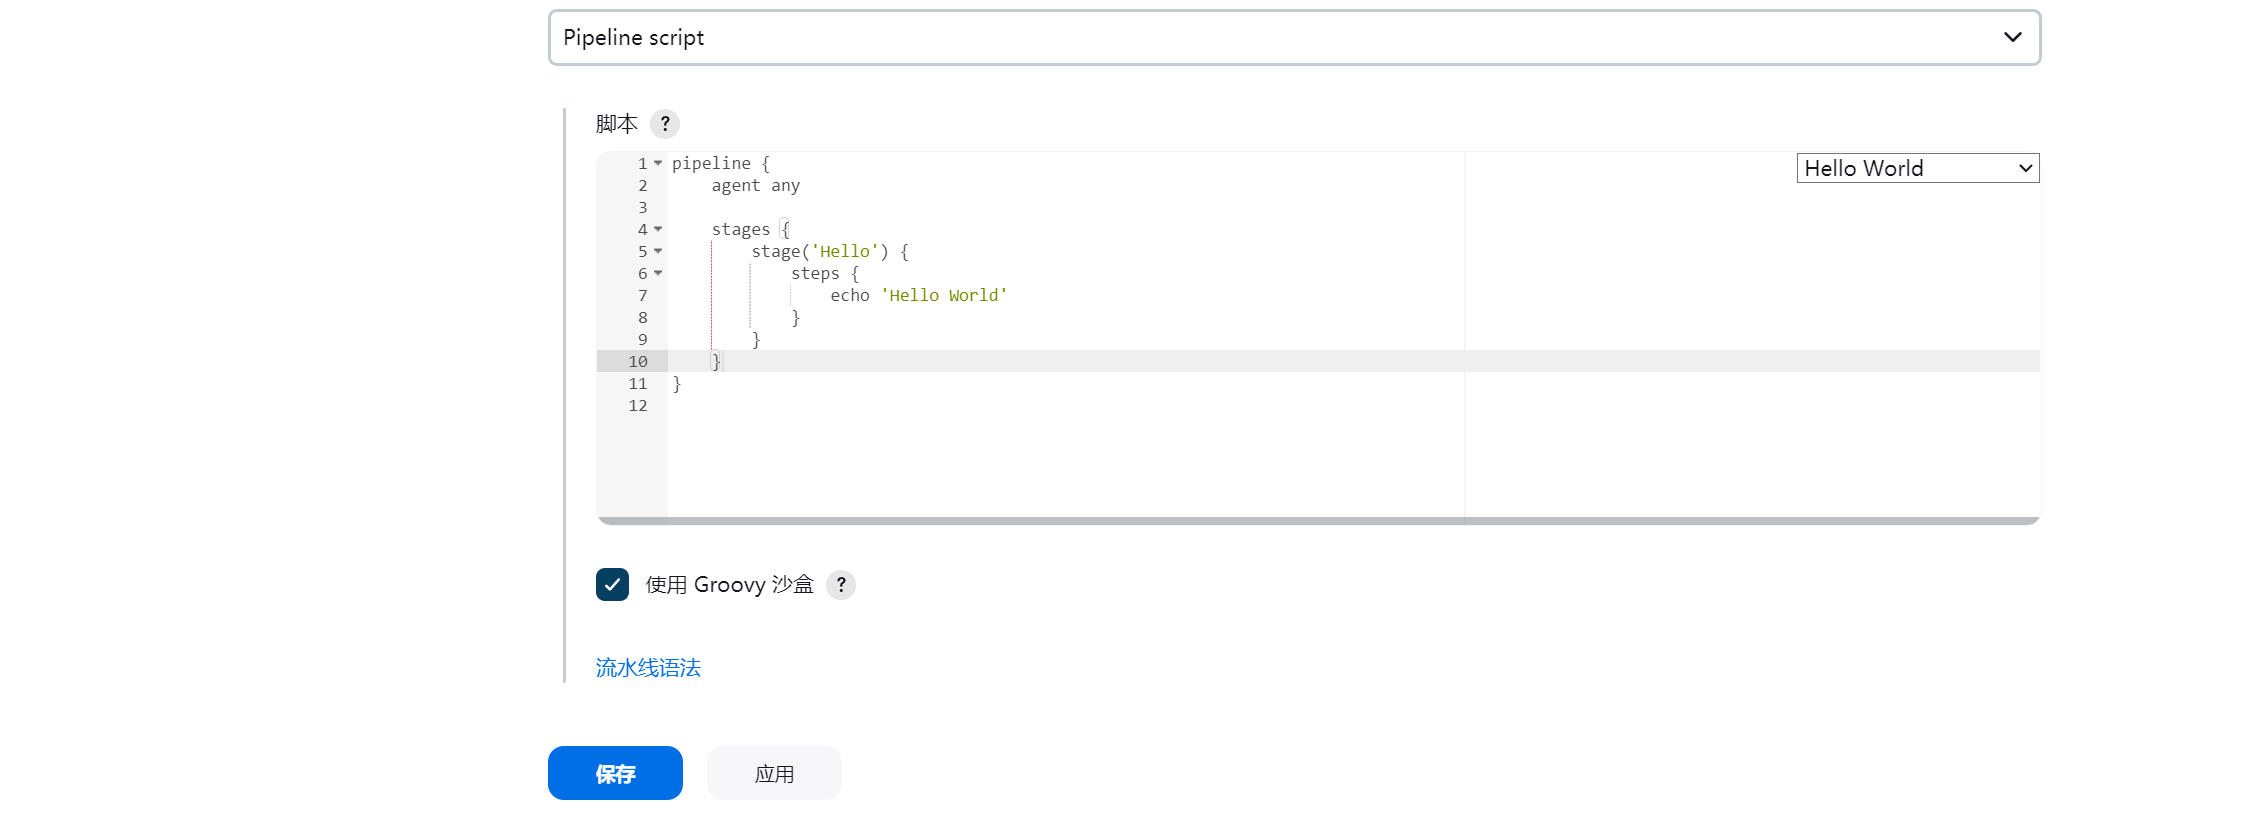 Pipeline script
脚本 ?
Hello World
1 pipeline {
2     agent any
3
4     stages {
5         stage('Hello') {
6             steps {
7                 echo 'Hello World'
8             }
9         }
10     }
11 }
12
使用 Groovy 沙盒 ?
流水线语法
保存 应用